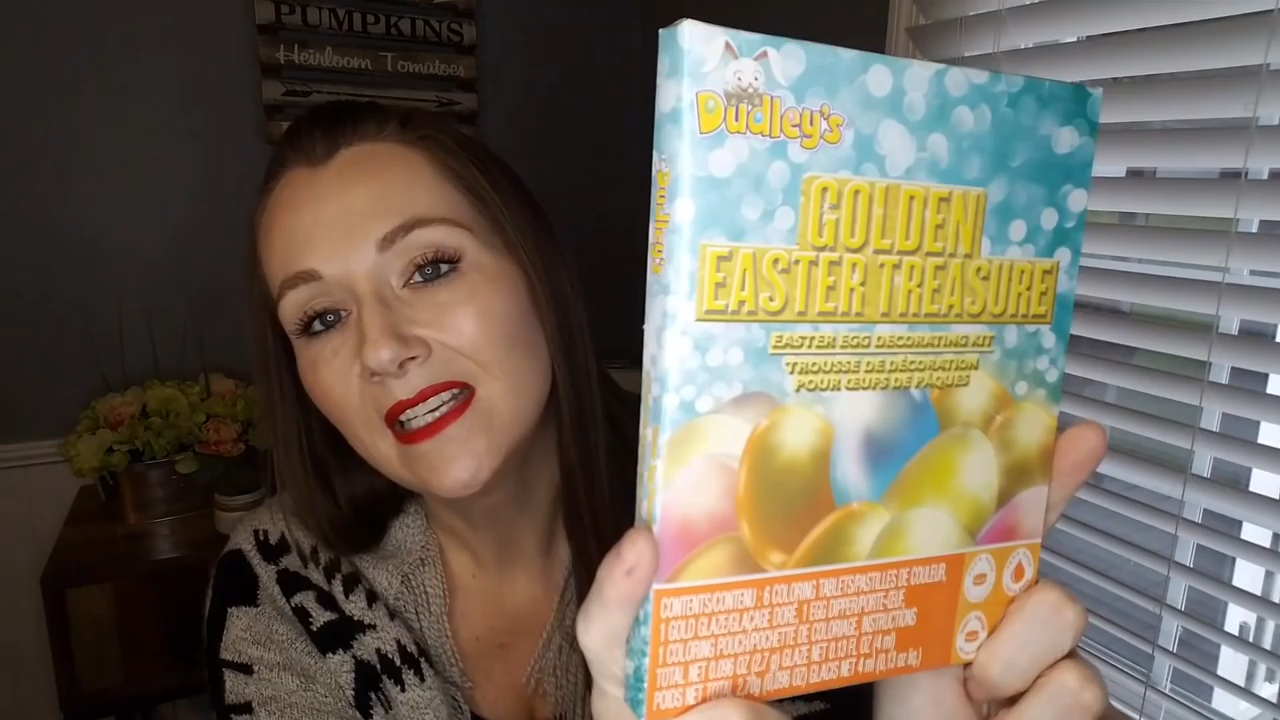 PUMPKINS
Heirloom Tomatoes
Dudley's
Dudley's
GOLDEN
EASTER TREASURE
EASTER EGG DECORATING KIT
TROUSSE DE DÉCORATION
POUR ŒUFS DE PÂQUES
CONTENTS/CONTENU : 6 COLORING TABLETS/PASTILLES DE COULEUR,
1 GOLD GLAZE/GLAÇAGE DORÉ, 1 EGG DIPPER/PORTE-ŒUF,
1 COLORING POUCH/POCHETTE DE COLORIAGE, INSTRUCTIONS
TOTAL NET 0.096 OZ (2.7 g) GLAZE NET 0.13 FL OZ (4 ml)
POIDS NET TOTAL 2,70g (0,096 OZ) GLACIS NET 4 ml (0,13 oz liq.)